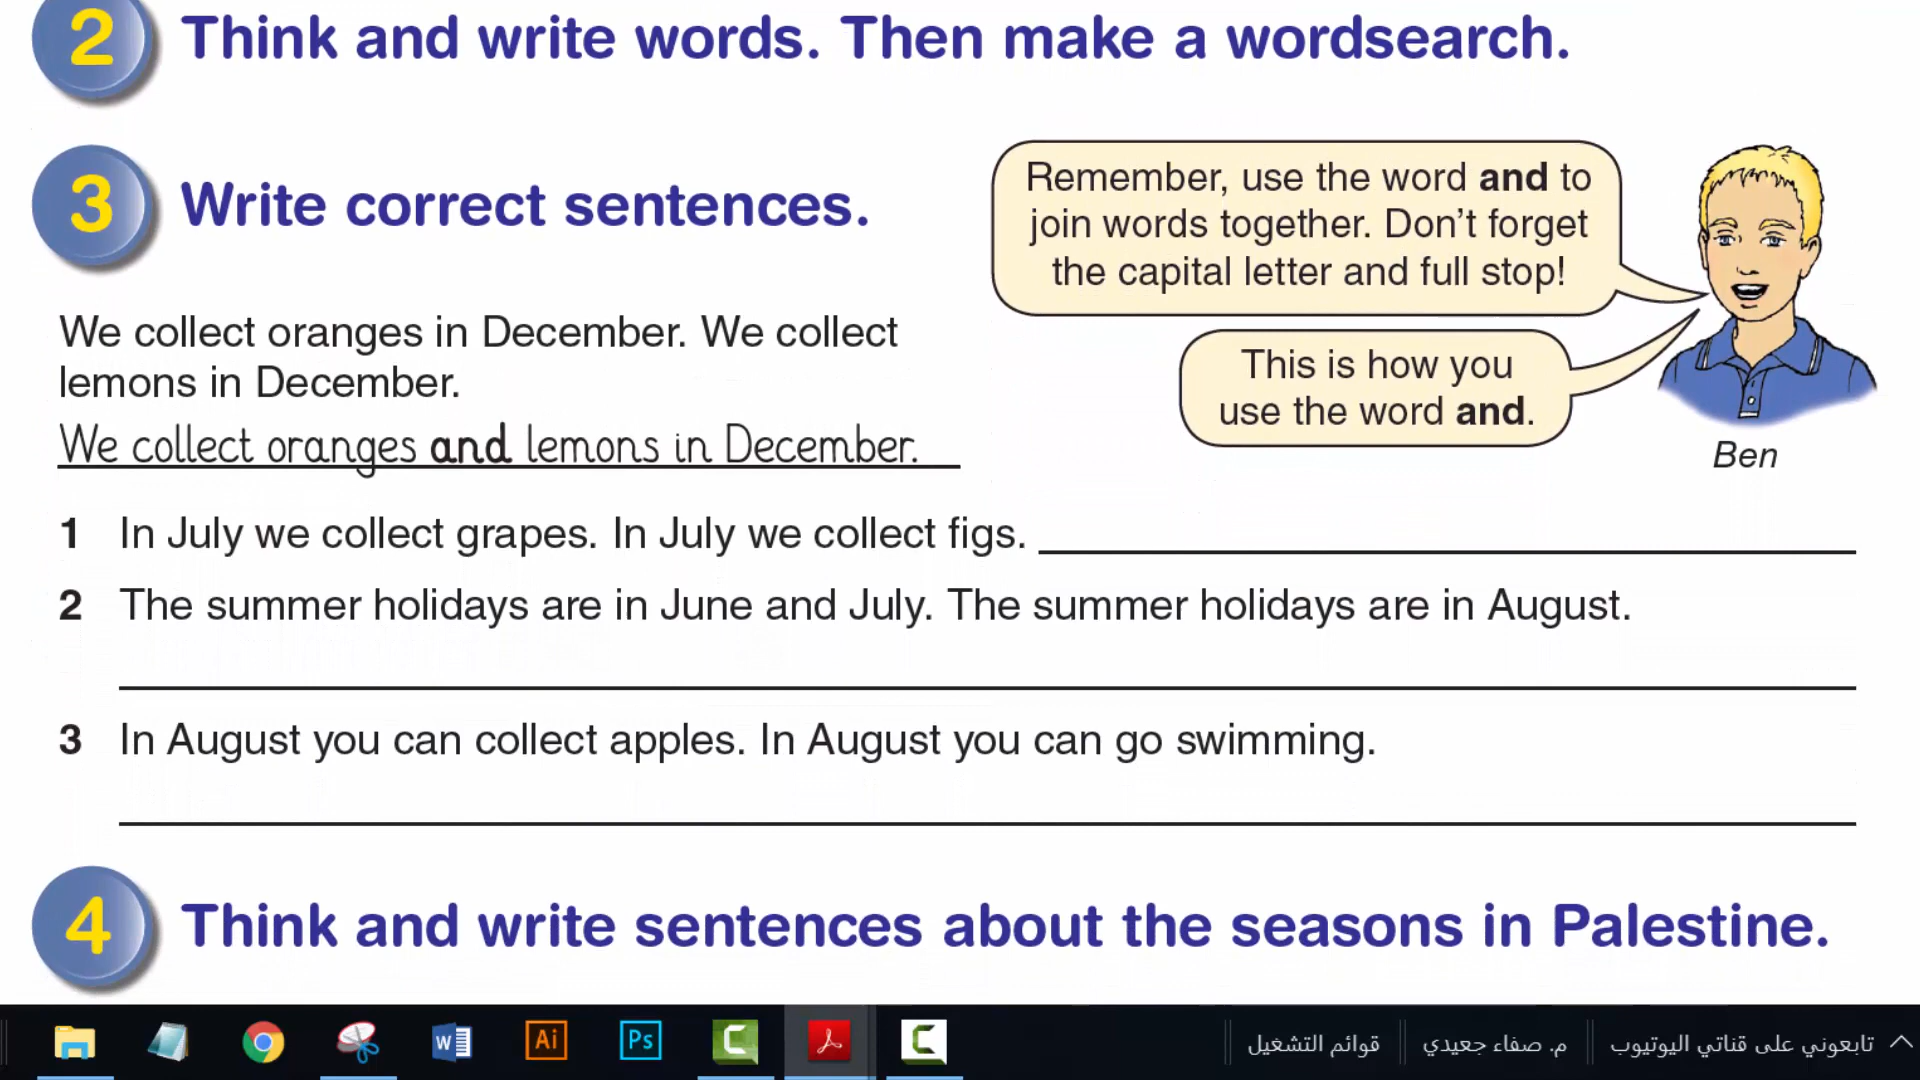 2 Think and write words. Then make a wordsearch.
3 Write correct sentences.
Remember, use the word and to
join words together. Don't forget
the capital letter and full stop!
This is how you
use the word and.
Ben
We collect oranges in December. We collect
lemons in December.
We collect oranges and lemons in December.
1 In July we collect grapes. In July we collect figs.
2 The summer holidays are in June and July. The summer holidays are in August.
3 In August you can collect apples. In August you can go swimming.
4 Think and write sentences about the seasons in Palestine.
W
Ai
Ps
تابعوني على قناتي اليوتيوب
م. صفاء جعيدي
قوائم التشغيل